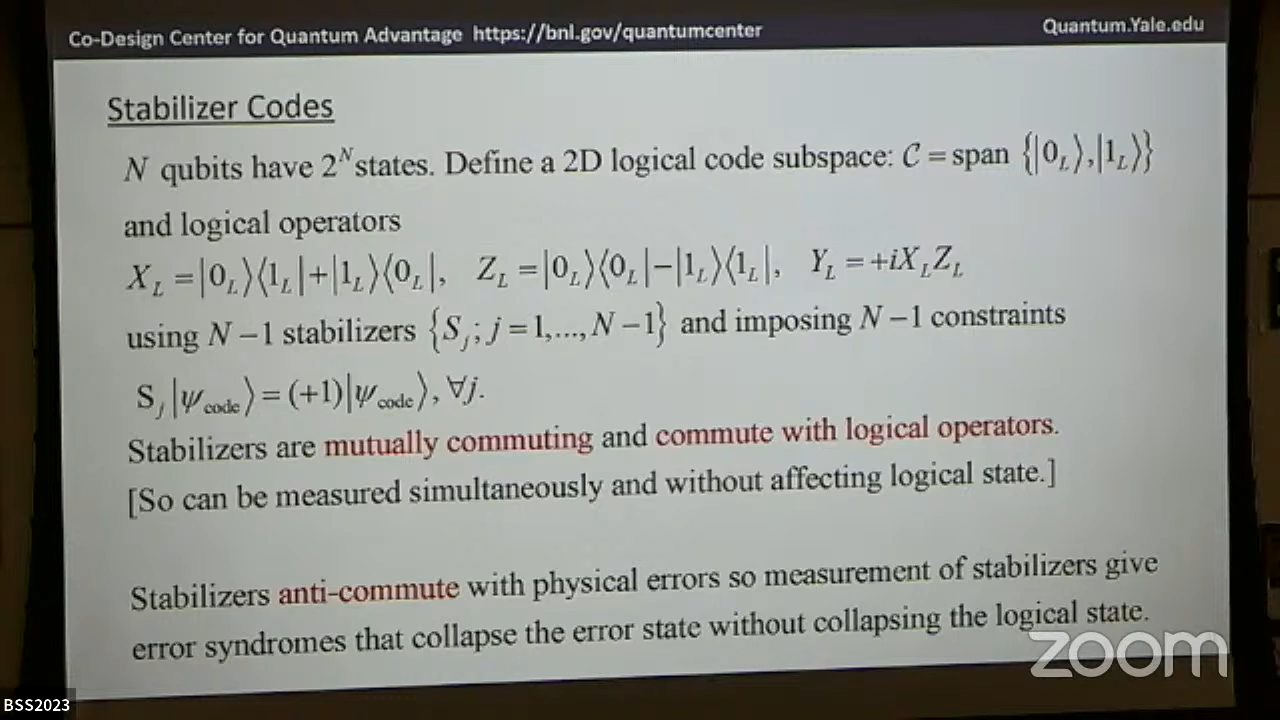 Co-Design Center for Quantum Advantage https://bnl.gov/quantumcenter Quantum.Yale.edu
Stabilizer Codes
N qubits have 2^N states. Define a 2D logical code subspace: 𝒞 = span {|0_L⟩,|1_L⟩}
and logical operators
X_L = |0_L⟩⟨1_L|+|1_L⟩⟨0_L|, Z_L = |0_L⟩⟨0_L|−|1_L⟩⟨1_L|, Y_L = +iX_L Z_L
using N −1 stabilizers {S_j; j = 1,..., N −1} and imposing N −1 constraints
S_j |ψ_code⟩ = (+1)|ψ_code⟩, ∀j.
Stabilizers are mutually commuting and commute with logical operators.
[So can be measured simultaneously and without affecting logical state.]
Stabilizers anti-commute with physical errors so measurement of stabilizers give
error syndromes that collapse the error state without collapsing the logical state.
zoom
BSS2023